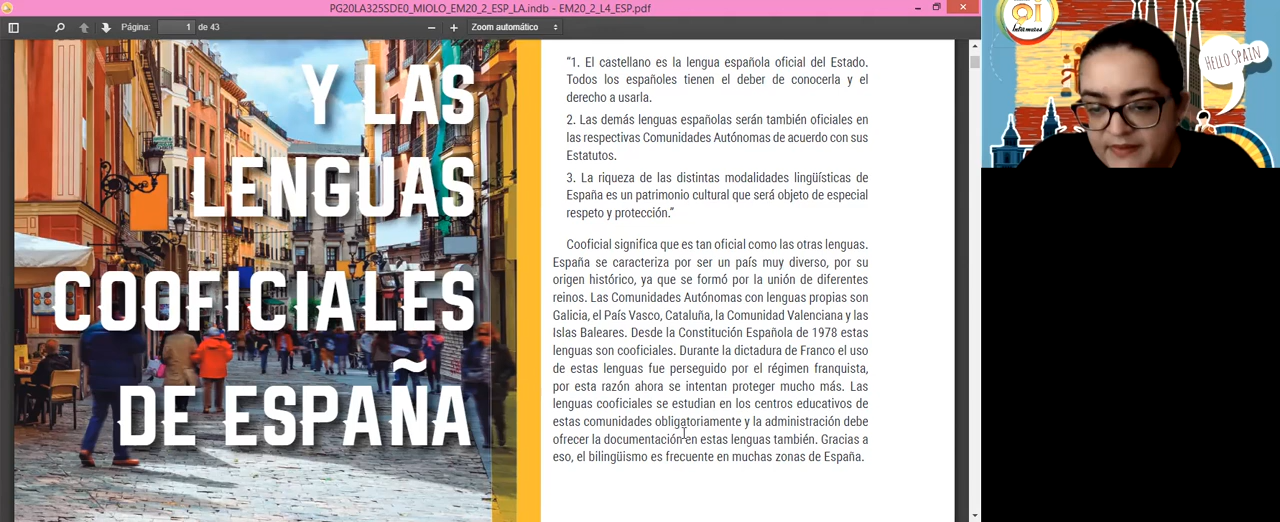 PG20LA325SDE0_MIOLO_EM20_2_ESP_LA.indb - EM20_2_L4_ESP.pdf
Página: 1 de 43
Zoom automático
Y LAS
LENGUAS
COOFICIALES
DE ESPAÑA
"1. El castellano es la lengua española oficial del Estado.
Todos los españoles tienen el deber de conocerla y el
derecho a usarla.
2. Las demás lenguas españolas serán también oficiales en
las respectivas Comunidades Autónomas de acuerdo con sus
Estatutos.
3. La riqueza de las distintas modalidades lingüísticas de
España es un patrimonio cultural que será objeto de especial
respeto y protección."
Cooficial significa que es tan oficial como las otras lenguas.
España se caracteriza por ser un país muy diverso, por su
origen histórico, ya que se formó por la unión de diferentes
reinos. Las Comunidades Autónomas con lenguas propias son
Galicia, el País Vasco, Cataluña, la Comunidad Valenciana y las
Islas Baleares. Desde la Constitución Española de 1978 estas
lenguas son cooficiales. Durante la dictadura de Franco el uso
de estas lenguas fue perseguido por el régimen franquista,
por esta razón ahora se intentan proteger mucho más. Las
lenguas cooficiales se estudian en los centros educativos de
estas comunidades obligatoriamente y la administración debe
ofrecer la documentación en estas lenguas también. Gracias a
eso, el bilingüismo es frecuente en muchas zonas de España.
QI
Intamuros
HELLO SPAIN